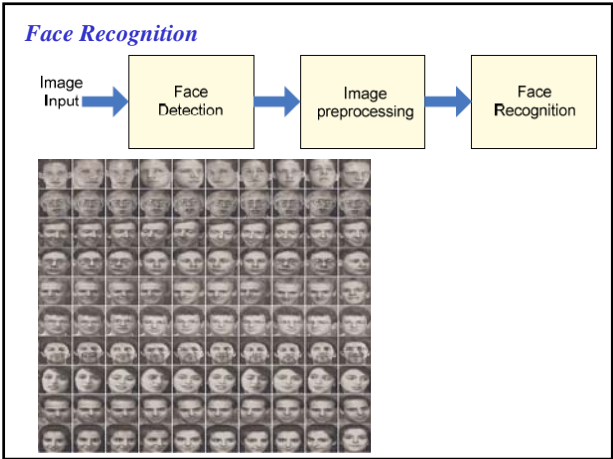 Face Recognition
Image
Input
Face
Detection
Image
preprocessing
Face
Recognition